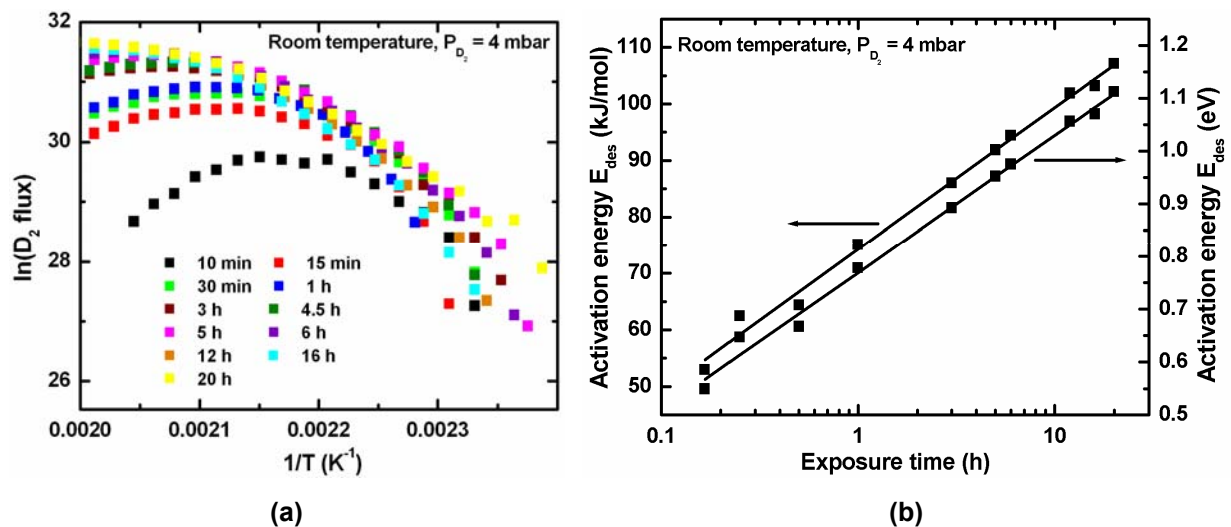 32
31
30
29
28
27
26
ln(D2 flux)
Room temperature, PD2 = 4 mbar
10 min
15 min
30 min
1 h
3 h
4.5 h
5 h
6 h
12 h
16 h
20 h
0.0020
0.0021
0.0022
0.0023
1/T (K-1)
(a)
110
100
90
80
70
60
50
Activation energy Edes (kJ/mol)
Room temperature, PD2 = 4 mbar
1.2
1.1
1.0
0.9
0.8
0.7
0.6
0.5
Activation energy Edes (eV)
0.1
1
10
Exposure time (h)
(b)